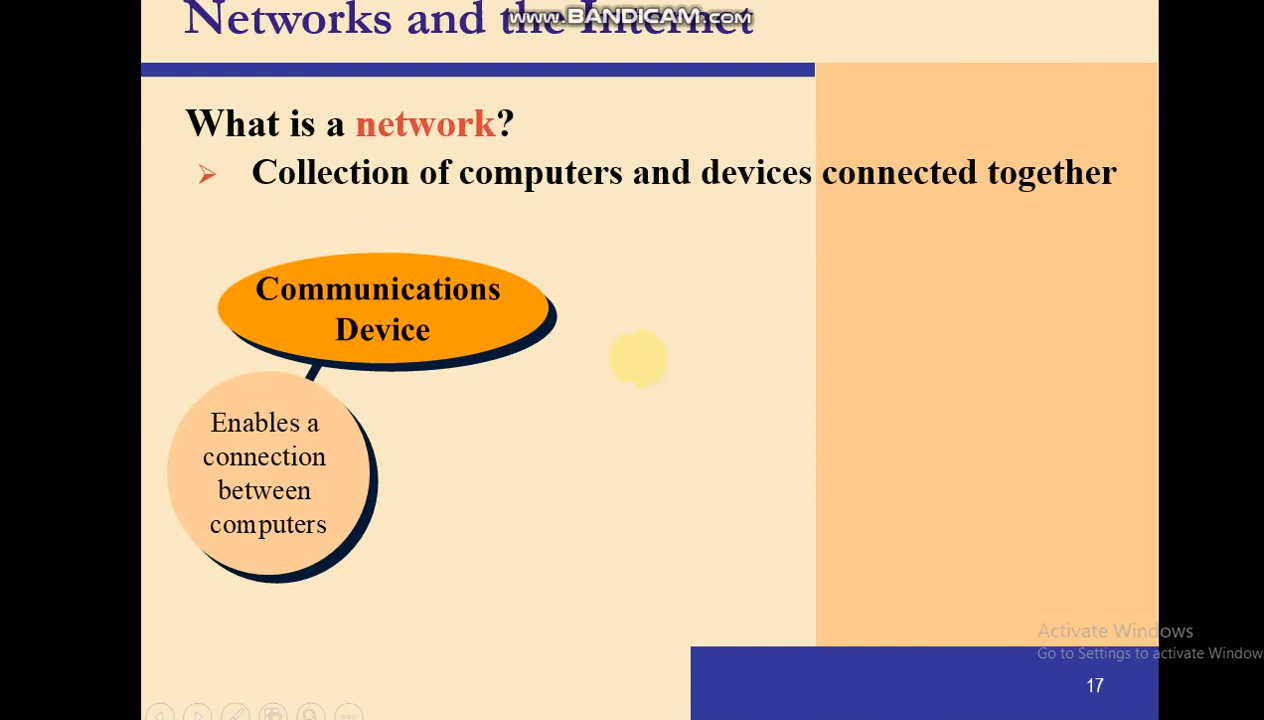 www.BANDICAM.com
Networks and the Internet
What is a network?
Collection of computers and devices connected together
Communications
Device
Enables a
connection
between
computers
Activate Windows
Go to Settings to activate Window
17